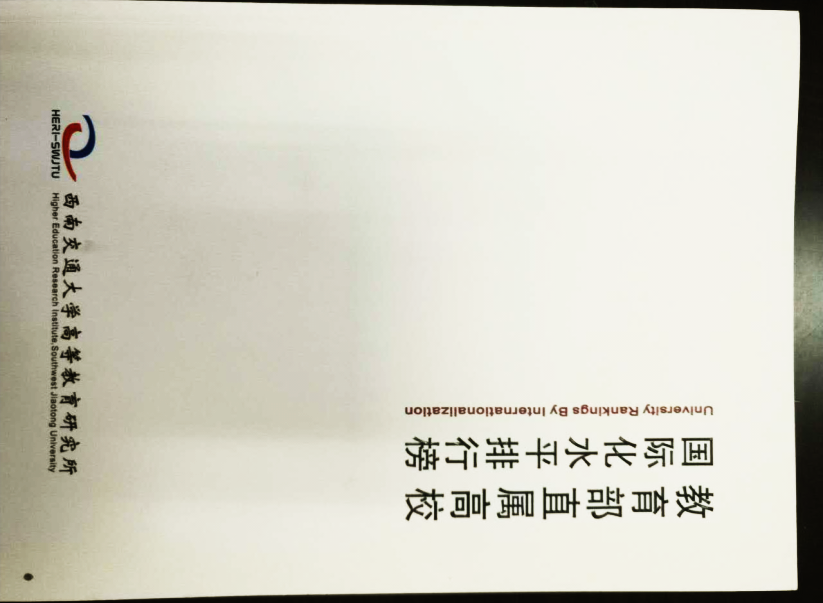 教育部直属高校
国际化水平排行榜
University Rankings By Internationalization
HERI-SWJTU
西南交通大学高等教育研究所
Higher Education Research Institute, Southwest Jiaotong University